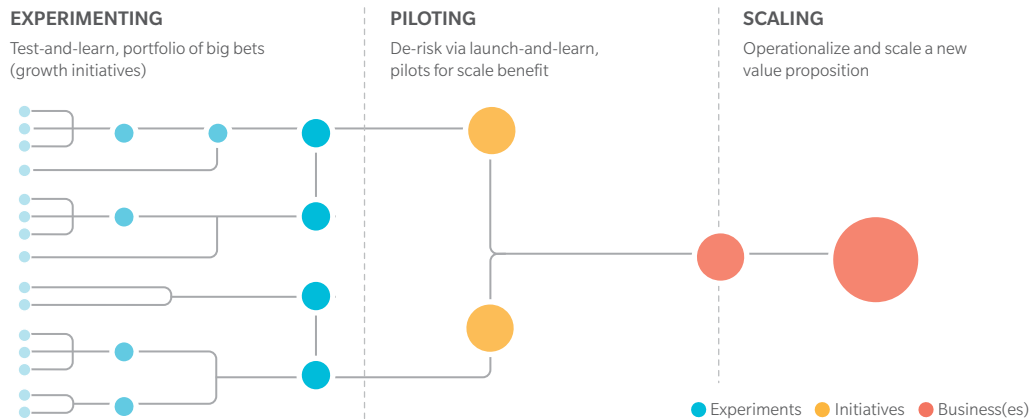 EXPERIMENTING
Test-and-learn, portfolio of big bets
(growth initiatives)
PILOTING
De-risk via launch-and-learn,
pilots for scale benefit
SCALING
Operationalize and scale a new
value proposition
Experiments
Initiatives
Business(es)